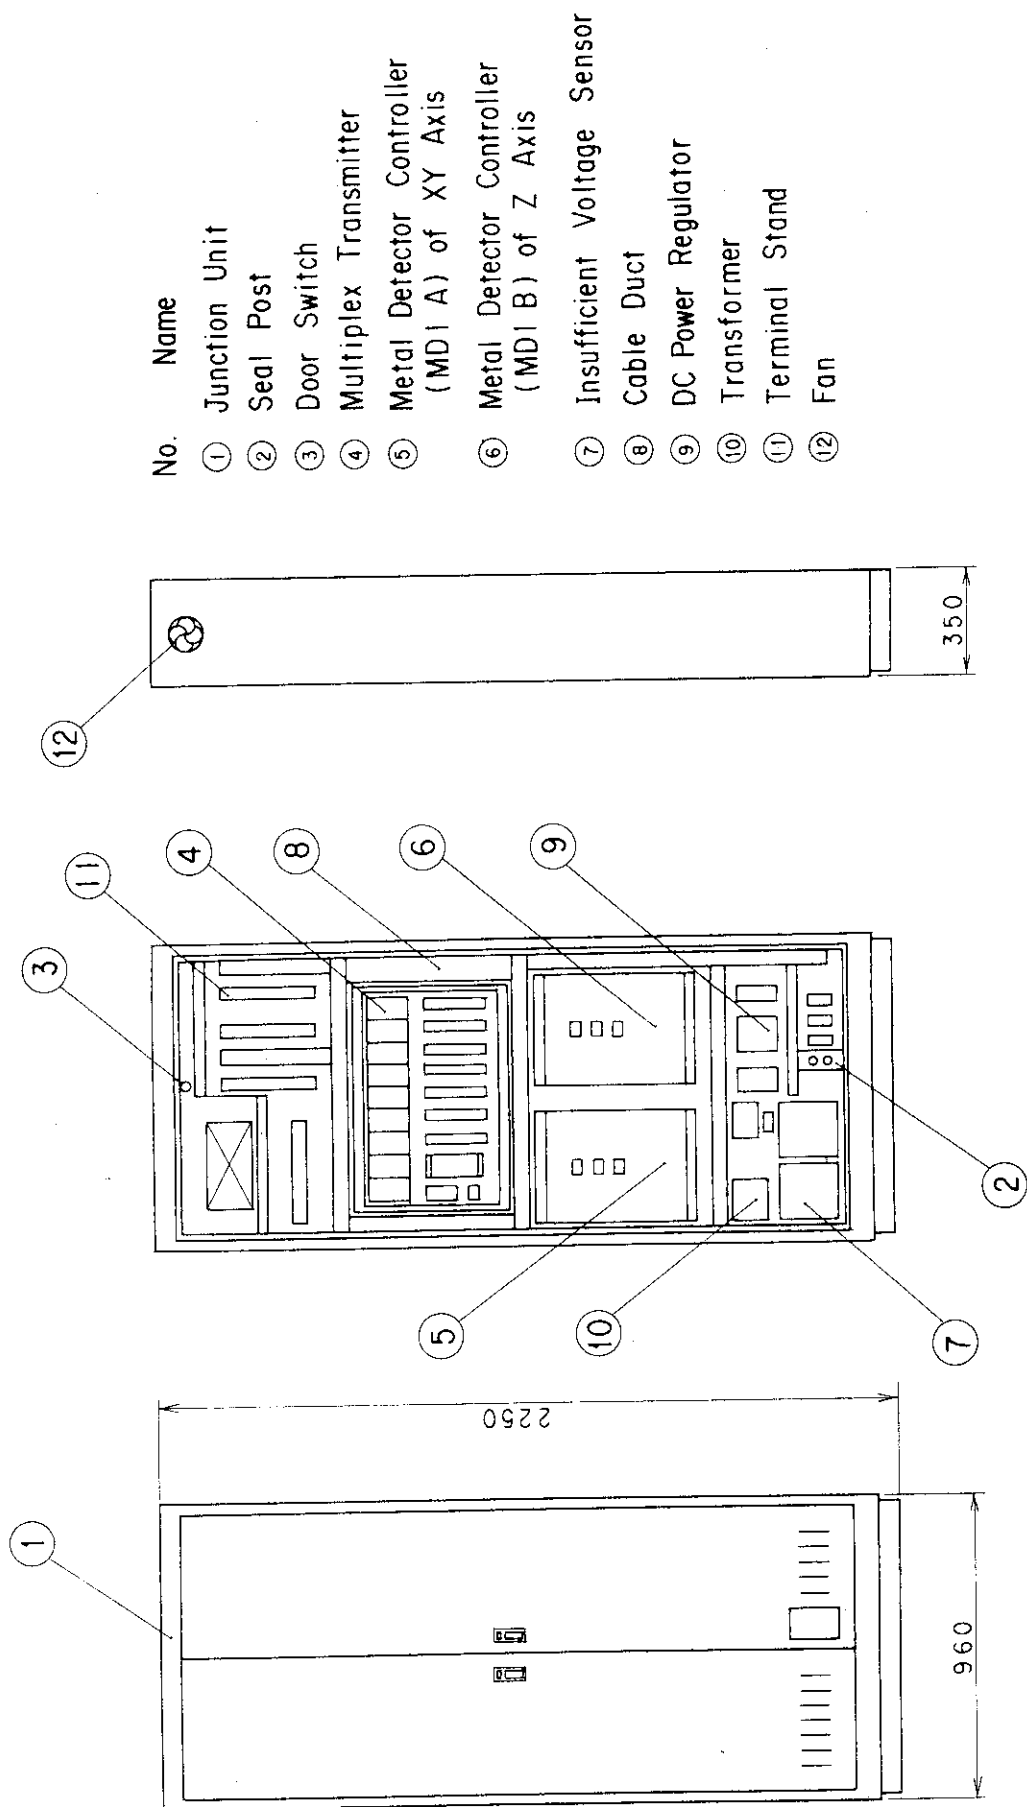 No. Name
① Junction Unit
② Seal Post
③ Door Switch
④ Multiplex Transmitter
⑤ Metal Detector Controller
(MDI A) of XY Axis
⑥ Metal Detector Controller
(MDI B) of Z Axis
⑦ Insufficient Voltage Sensor
⑧ Cable Duct
⑨ DC Power Regulator
⑩ Transformer
⑪ Terminal Stand
⑫ Fan
①
2250
960
③
⑪
④
⑧
⑥
⑨
⑤
⑩
⑦
②
⑫
350